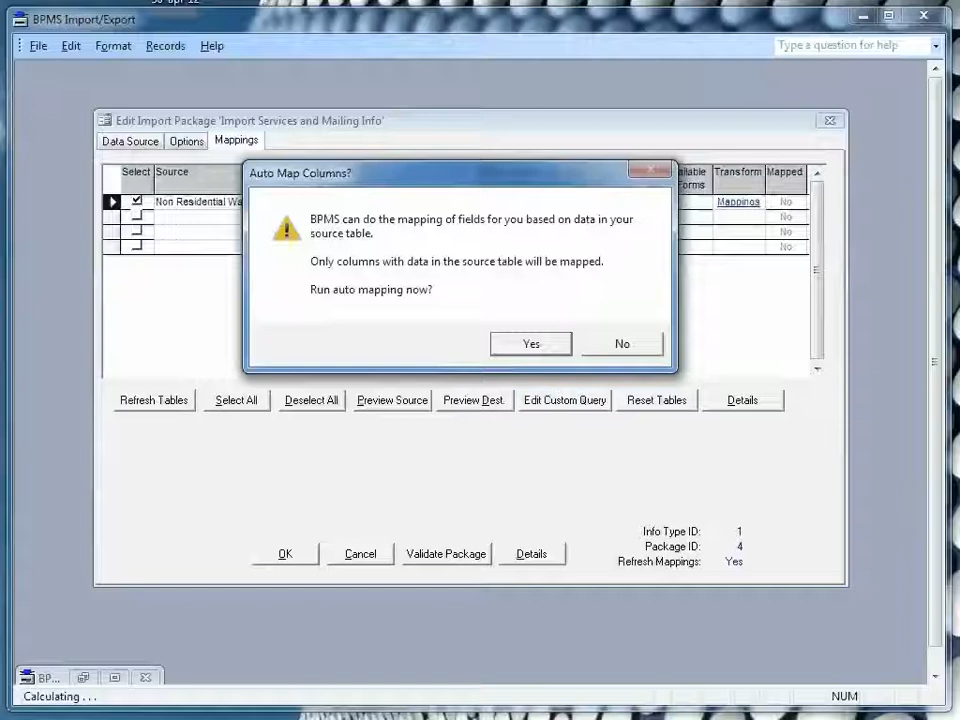 BPMS Import/Export
File Edit Format Records Help
Type a question for help
Edit Import Package 'Import Services and Mailing Info'
Data Source Options Mappings
Select Source Forms Transform Mapped
Non Residential Mappings No
No
No
No
Auto Map Columns?
BPMS can do the mapping of fields for you based on data in your
source table.
Only columns with data in the source table will be mapped.
Run auto mapping now?
Yes No
Refresh Tables Select All Deselect All Preview Source Preview Dest. Edit Custom Query Reset Tables Details
Info Type ID: 1
Package ID: 4
Refresh Mappings: Yes
OK Cancel Validate Package Details
BP...
Calculating . . . NUM